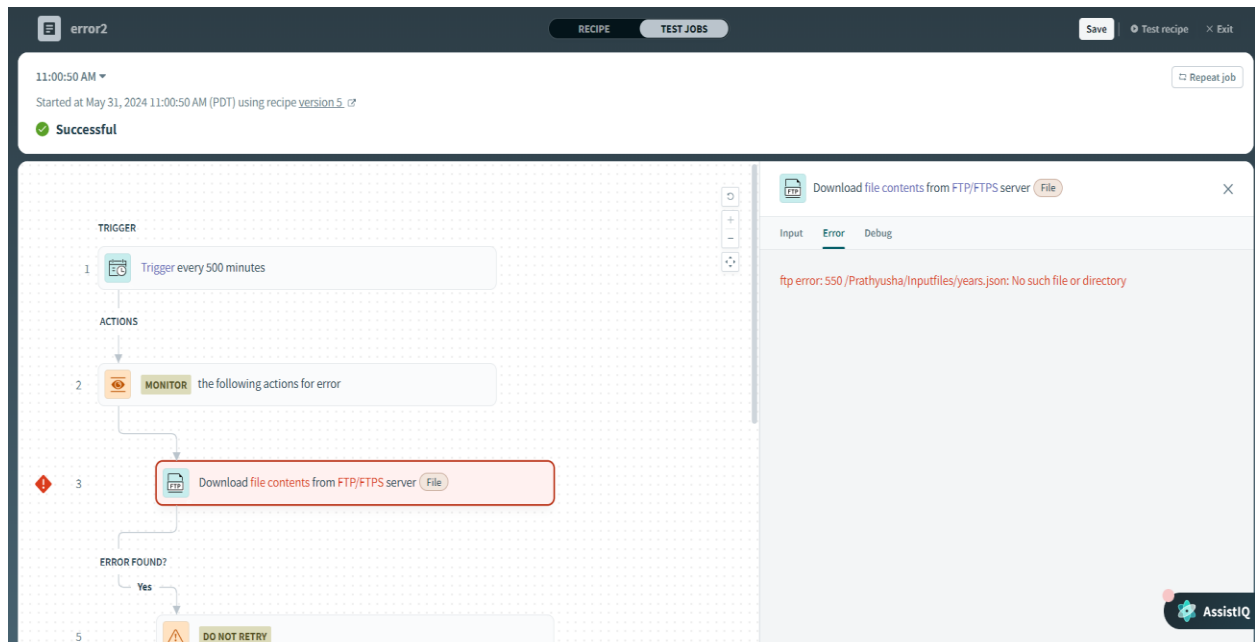 error2
RECIPE TEST JOBS
Save Test recipe Exit
11:00:50 AM
Repeat job
Started at May 31, 2024 11:00:50 AM (PDT) using recipe version 5
Successful
TRIGGER
1 Trigger every 500 minutes
ACTIONS
2 MONITOR the following actions for error
3 FTP Download file contents from FTP/FTPS server File
ERROR FOUND?
Yes
5 DO NOT RETRY
FTP Download file contents from FTP/FTPS server File
Input Error Debug
ftp error: 550 /Prathyusha/Inputfiles/years.json: No such file or directory
AssistIQ